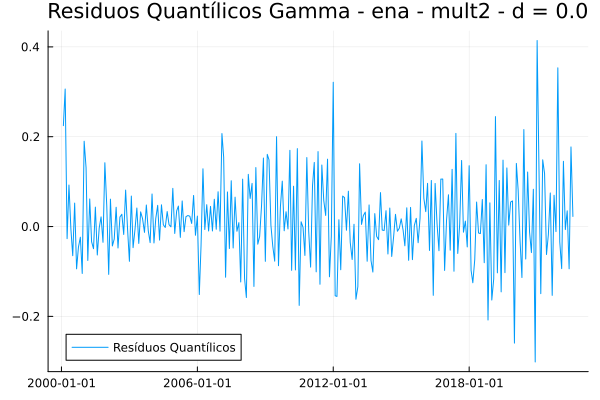 Residuos Quantílicos Gamma - ena - mult2 - d = 0.0
0.4
0.2
0.0
−0.2
Resíduos Quantílicos
2000-01-01 2006-01-01 2012-01-01 2018-01-01